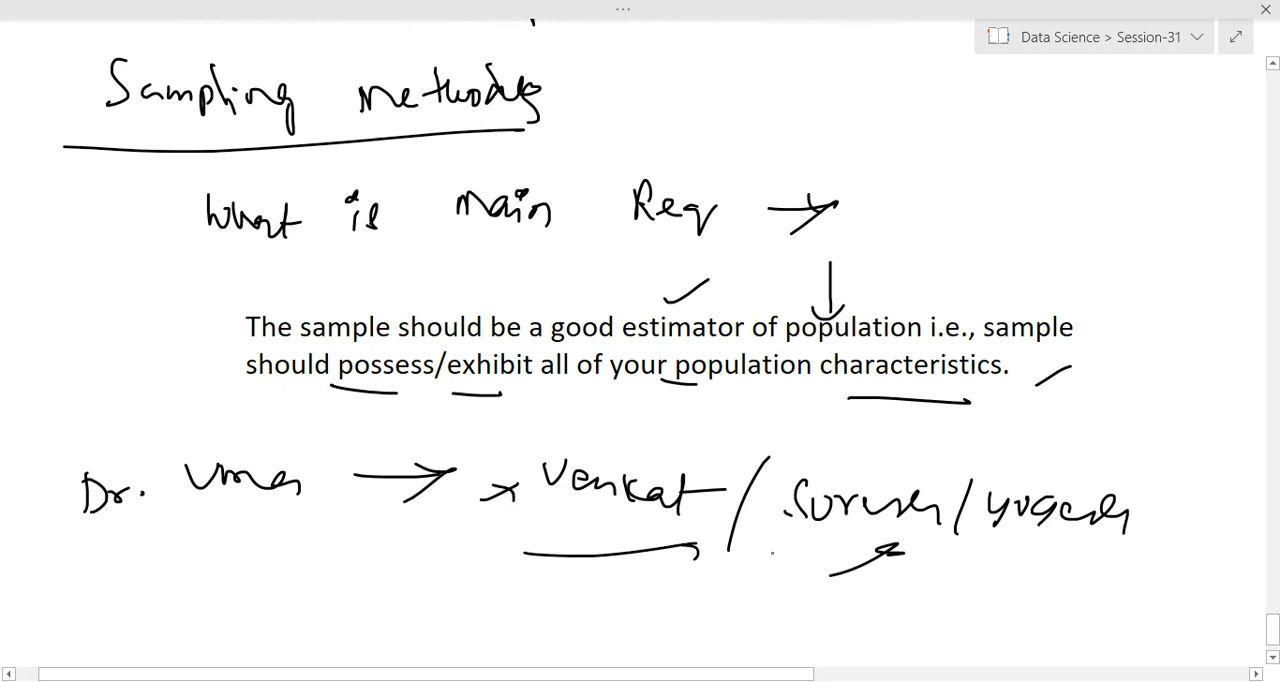 Data Science > Session-31
Sampling Methods
What is Main Req →
The sample should be a good estimator of population i.e., sample
should possess/exhibit all of your population characteristics.
Dr. Uma → Venkat / Suresh / Yogesh